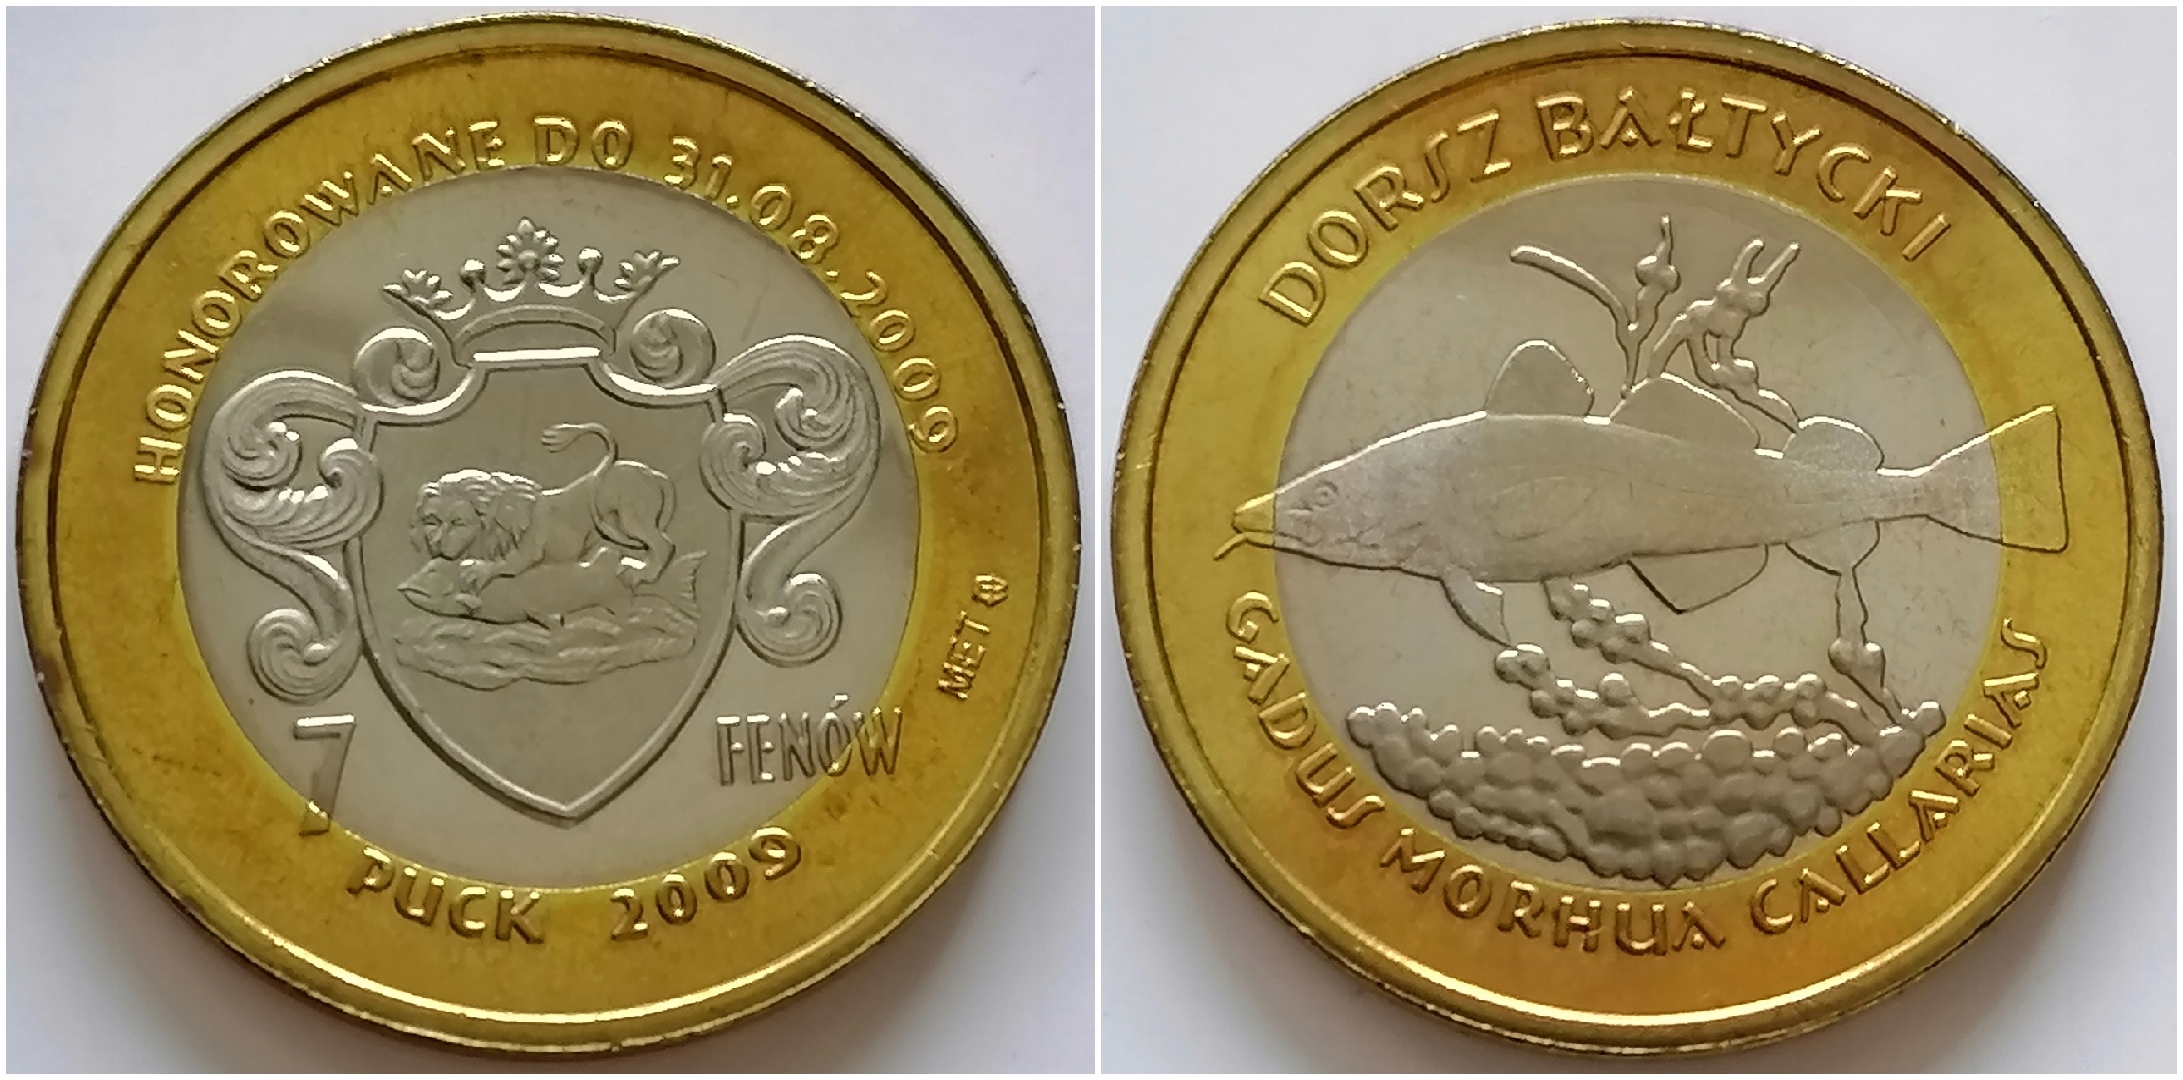 HONOROWANE DO 31.08.2009
7 FENÓW
MET
PUCK 2009
DORSZ BAŁTYCKI
GADUS MORHUA CALLARIAS